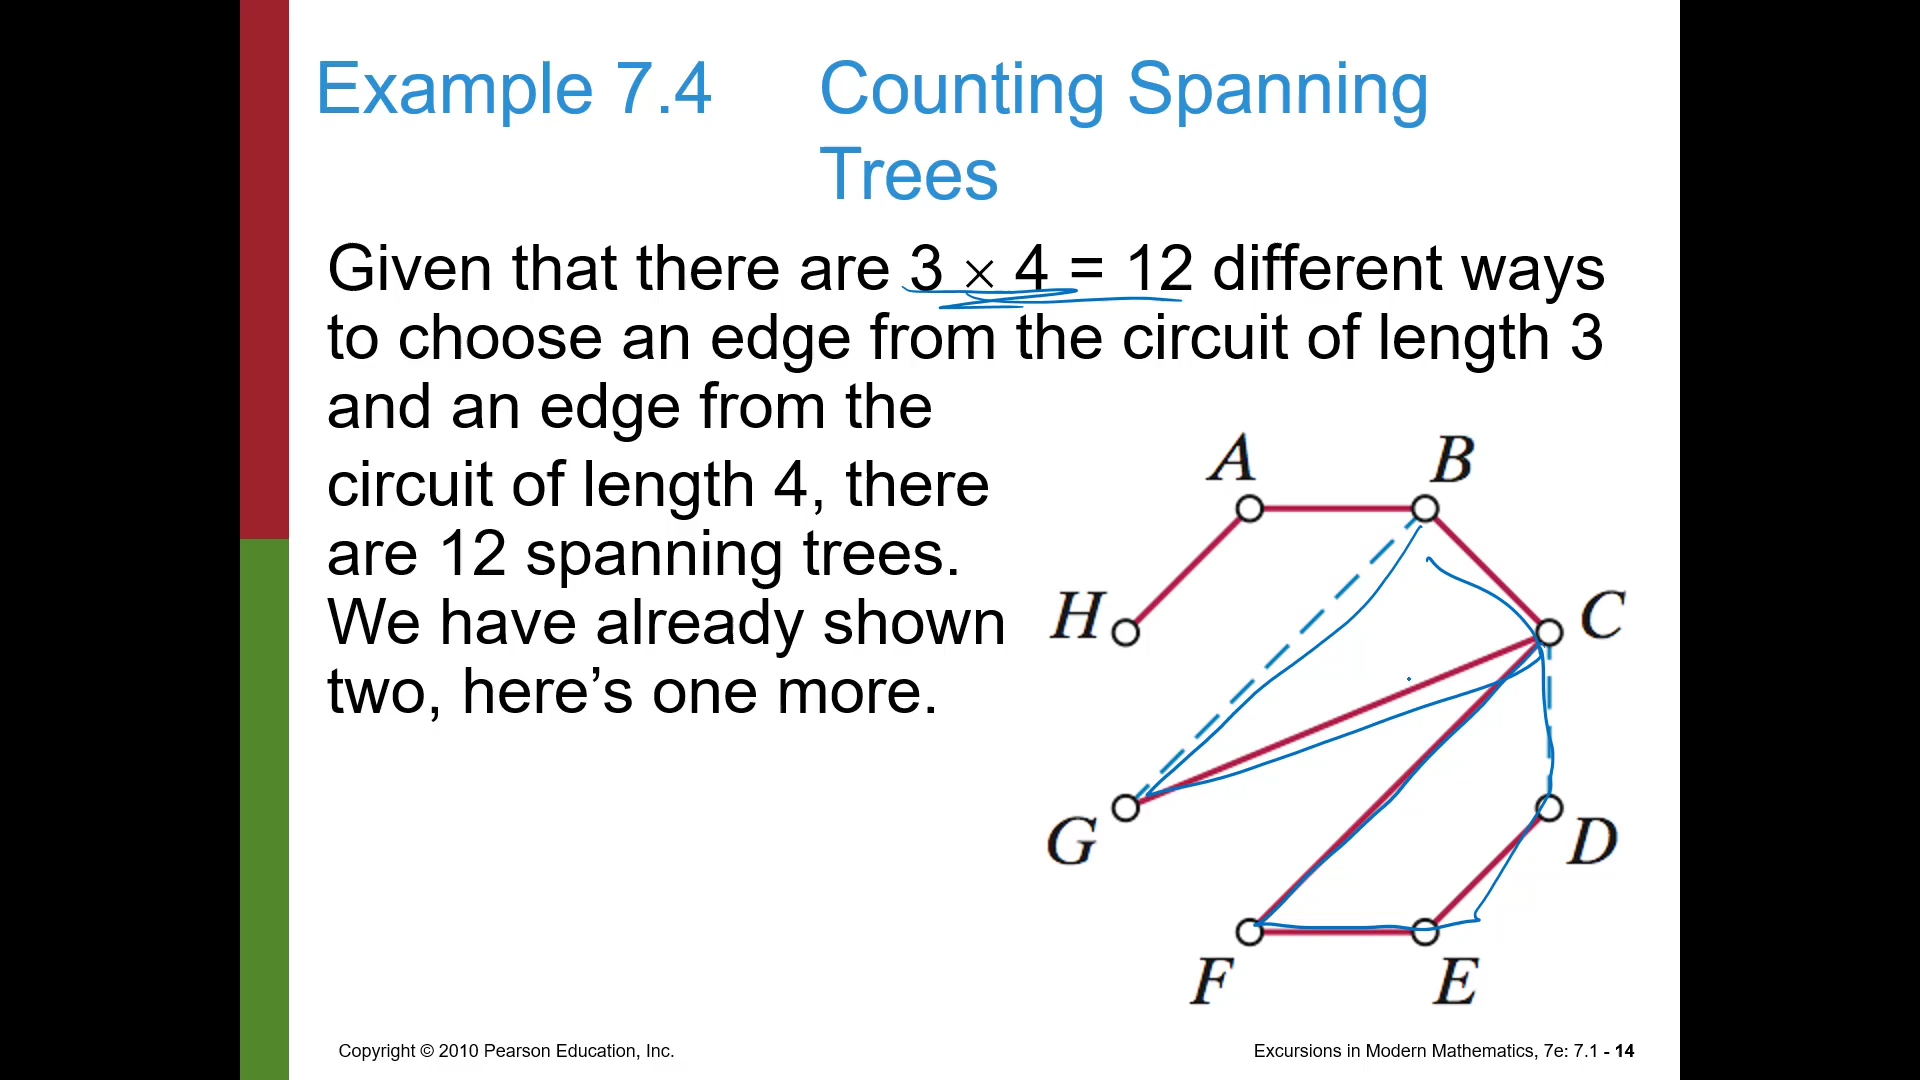 Example 7.4 Counting Spanning
Trees
Given that there are 3 × 4 = 12 different ways
to choose an edge from the circuit of length 3
and an edge from the
circuit of length 4, there
are 12 spanning trees.
We have already shown
two, here’s one more.
A B
H C
G D
F E
Copyright © 2010 Pearson Education, Inc. Excursions in Modern Mathematics, 7e: 7.1 - 14